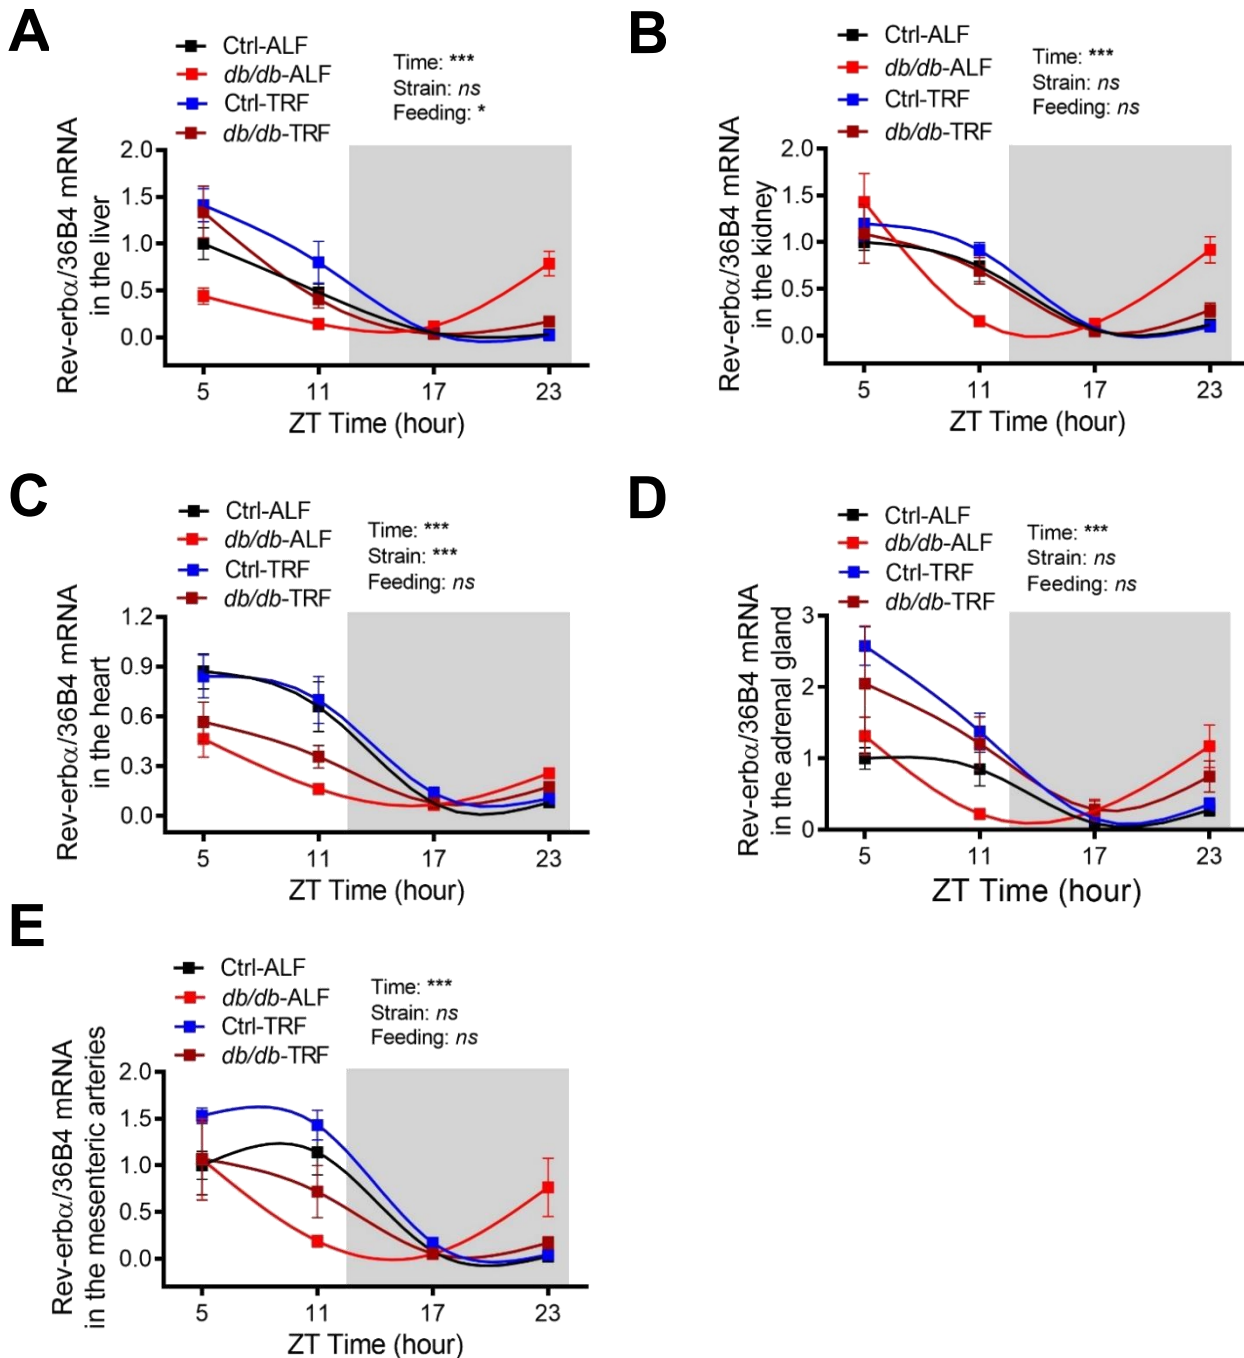 A
Ctrl-ALF
db/db-ALF
Ctrl-TRF
db/db-TRF
Time: ***
Strain: ns
Feeding: *
Rev-erbα/36B4 mRNA
in the liver
2.0
1.5
1.0
0.5
0.0
5 11 17 23
ZT Time (hour)
B
Ctrl-ALF
db/db-ALF
Ctrl-TRF
db/db-TRF
Time: ***
Strain: ns
Feeding: ns
Rev-erbα/36B4 mRNA
in the kidney
2.0
1.5
1.0
0.5
0.0
5 11 17 23
ZT Time (hour)
C
Ctrl-ALF
db/db-ALF
Ctrl-TRF
db/db-TRF
Time: ***
Strain: ***
Feeding: ns
Rev-erbα/36B4 mRNA
in the heart
1.2
0.9
0.6
0.3
0.0
5 11 17 23
ZT Time (hour)
D
Ctrl-ALF
db/db-ALF
Ctrl-TRF
db/db-TRF
Time: ***
Strain: ns
Feeding: ns
Rev-erbα/36B4 mRNA
in the adrenal gland
3
2
1
0
5 11 17 23
ZT Time (hour)
E
Ctrl-ALF
db/db-ALF
Ctrl-TRF
db/db-TRF
Time: ***
Strain: ns
Feeding: ns
Rev-erbα/36B4 mRNA
in the mesenteric arteries
2.0
1.5
1.0
0.5
0.0
5 11 17 23
ZT Time (hour)